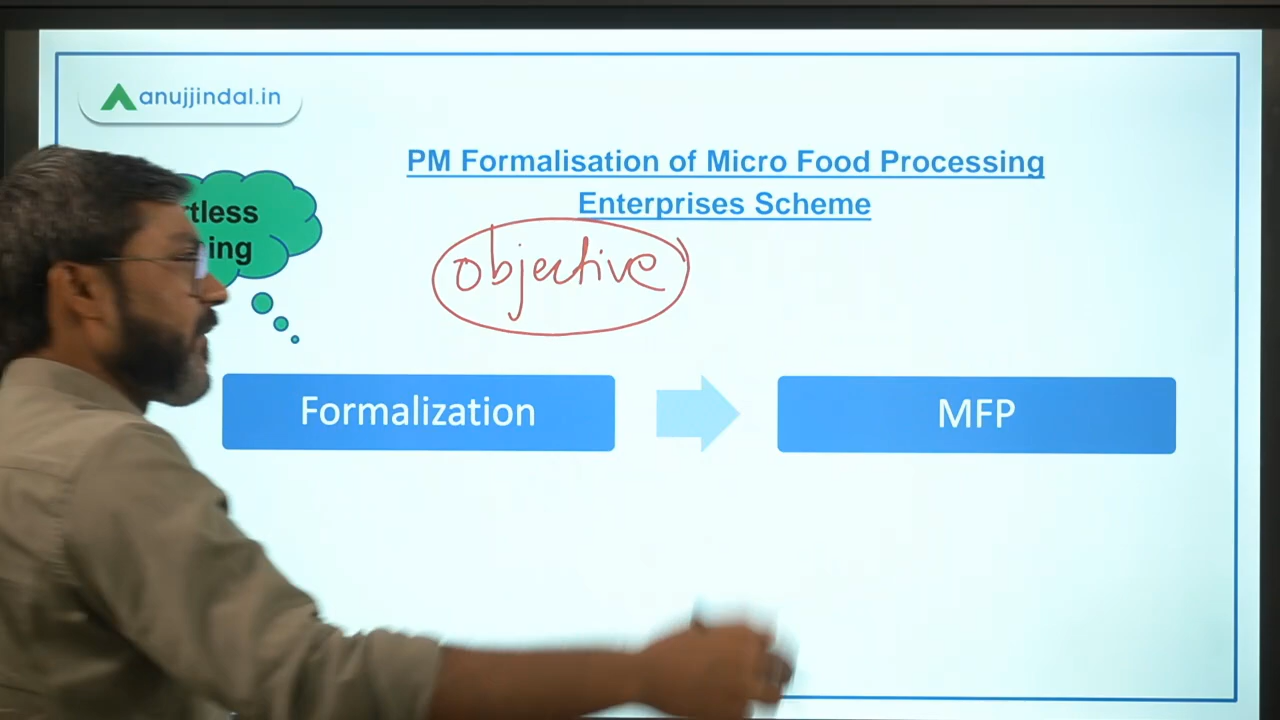 anujjindal.in
PM Formalisation of Micro Food Processing
Enterprises Scheme
objective
Formalization
MFP